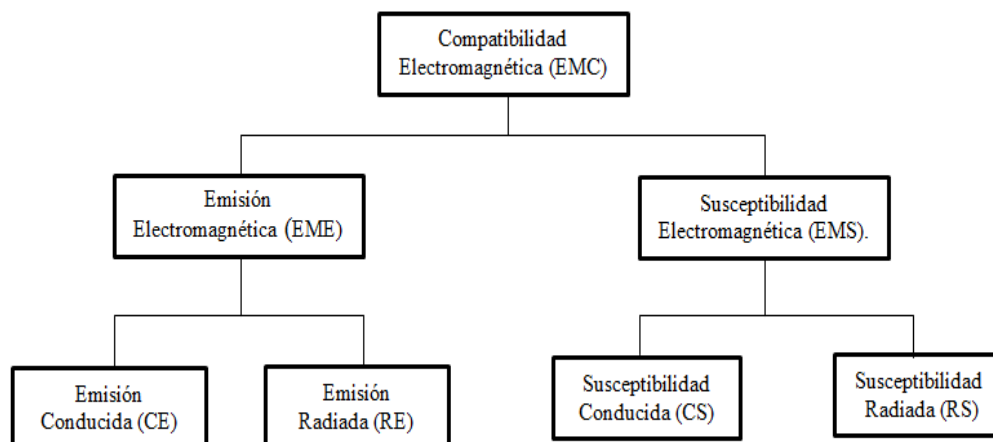 Compatibilidad
Electromagnética (EMC)
Emisión
Electromagnética (EME)
Susceptibilidad
Electromagnética (EMS).
Emisión
Conducida (CE)
Emisión
Radiada (RE)
Susceptibilidad
Conducida (CS)
Susceptibilidad
Radiada (RS)